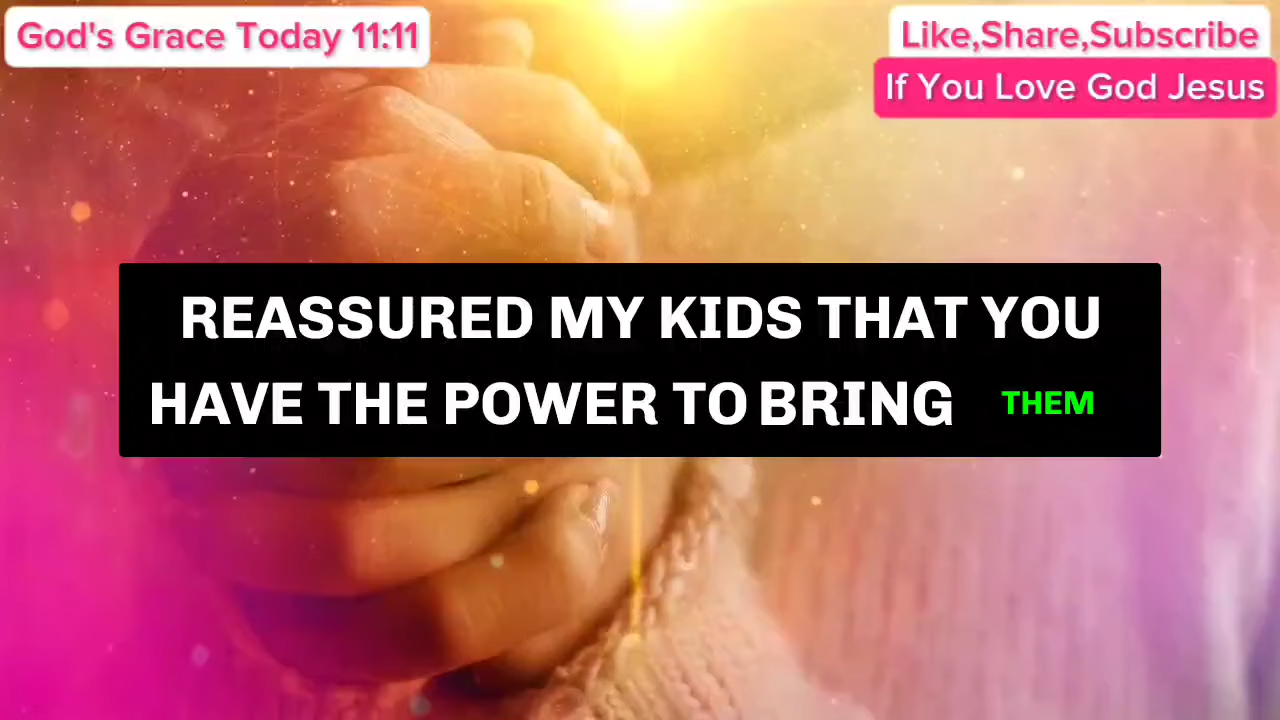 God's Grace Today 11:11
Like,Share,Subscribe
If You Love God Jesus
REASSURED MY KIDS THAT YOU
HAVE THE POWER TO BRING THEM